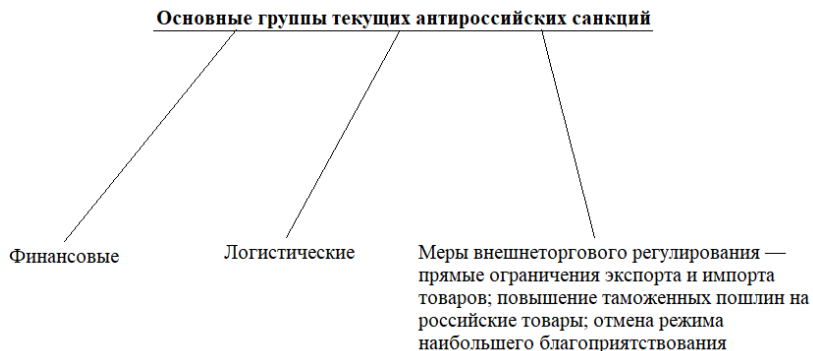 Основные группы текущих антироссийских санкций
Финансовые
Логистические
Меры внешнеторгового регулирования —
прямые ограничения экспорта и импорта
товаров; повышение таможенных пошлин на
российские товары; отмена режима
наибольшего благоприятствования